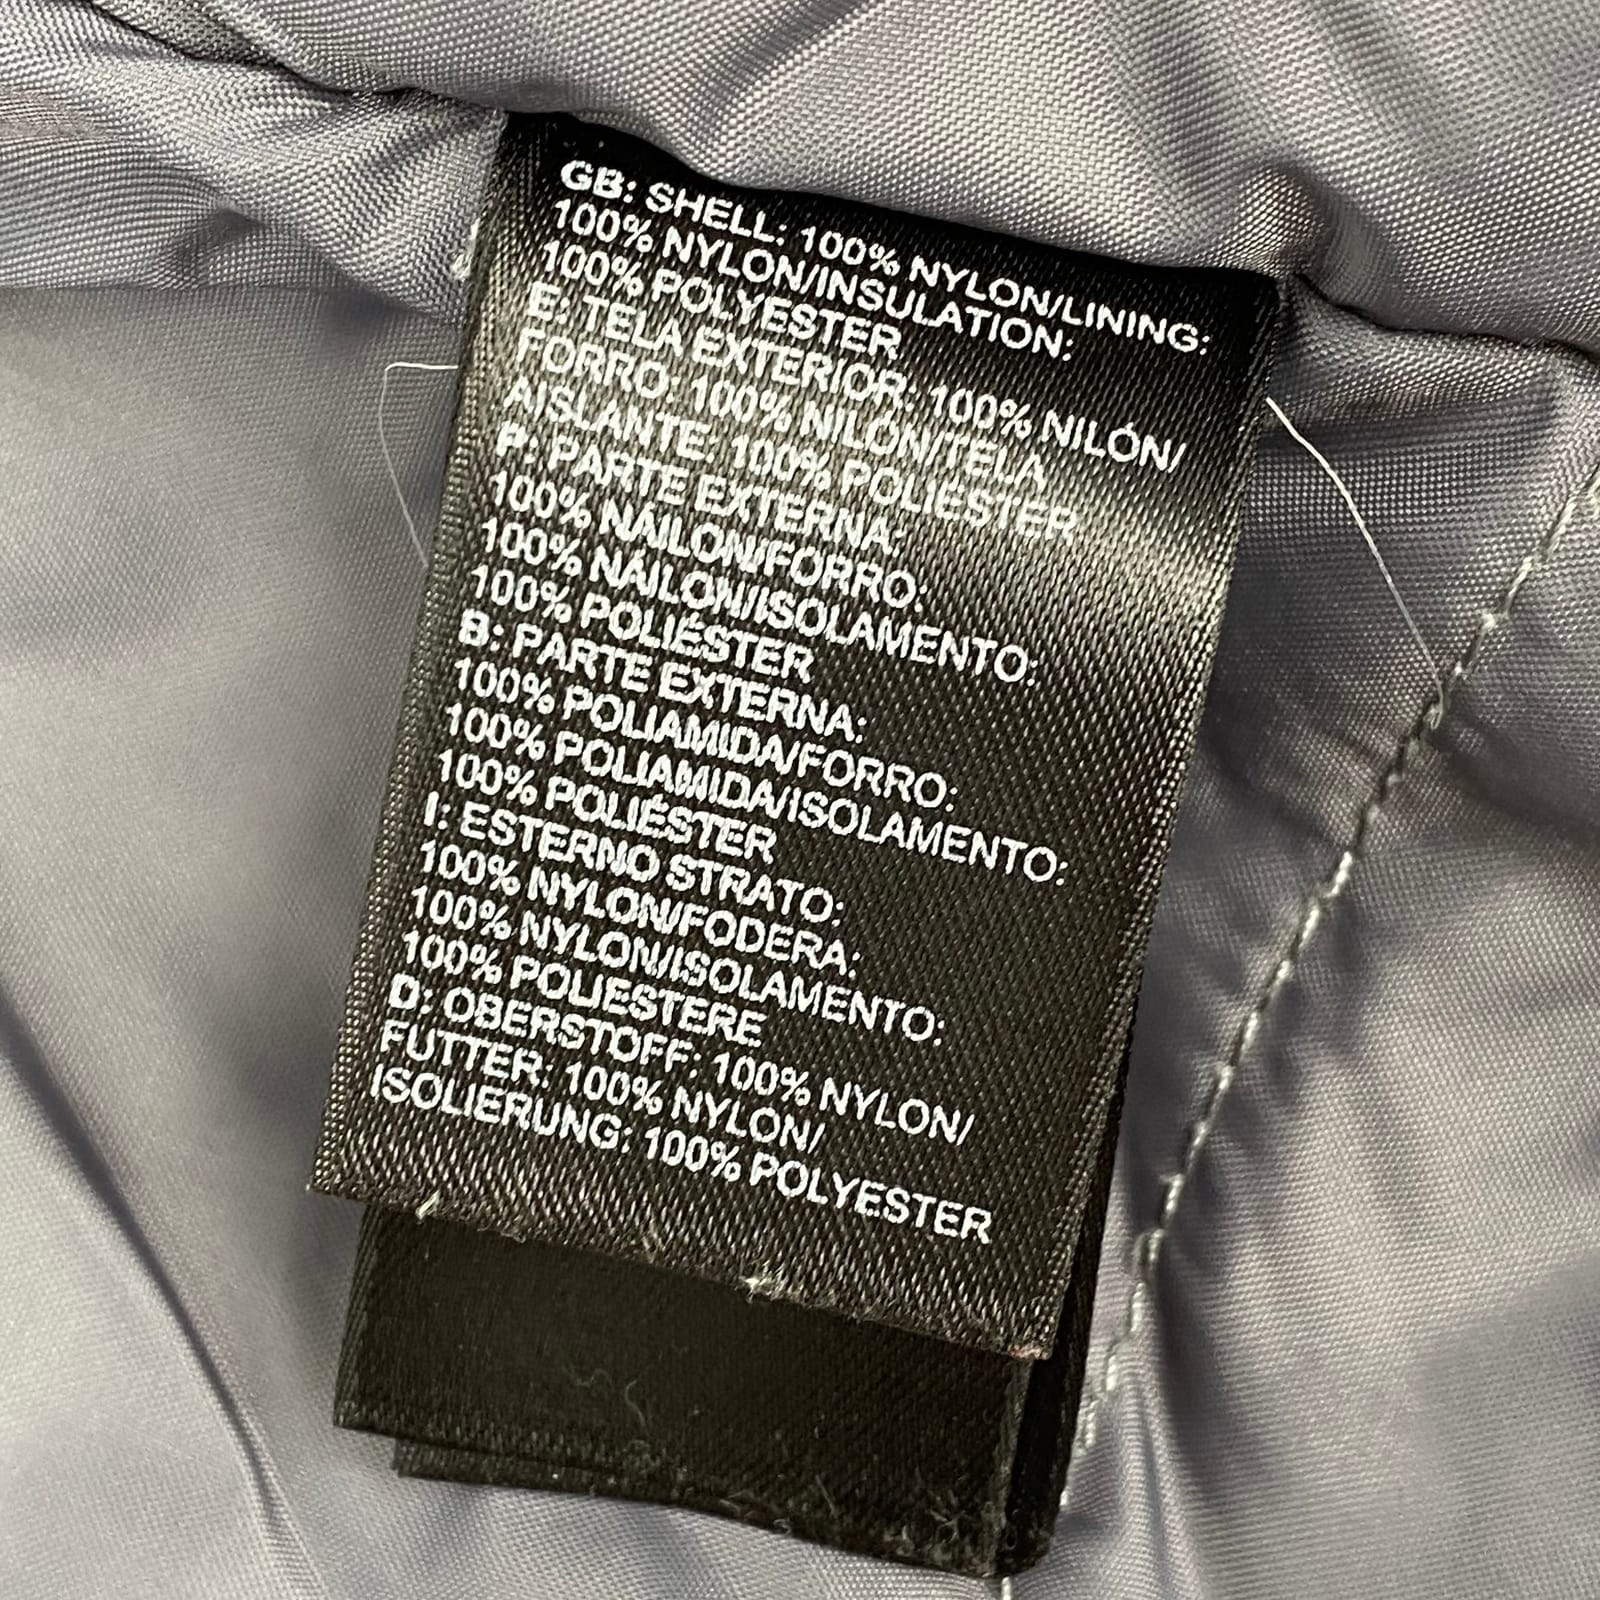 GB: SHELL: 100% NYLON/LINING:
100% NYLON/INSULATION:
100% POLYESTER
E: TELA EXTERIOR: 100% NILÓN/
FORRO: 100% NILÓN/TELA
AISLANTE: 100% POLIÉSTER
P: PARTE EXTERNA:
100% NÁILON/FORRO:
100% NÁILON/ISOLAMENTO:
100% POLIÉSTER
B: PARTE EXTERNA:
100% POLIAMIDA/FORRO:
100% POLIAMIDA/ISOLAMENTO:
100% POLIÉSTER
I: ESTERNO STRATO:
100% NYLON/FODERA:
100% NYLON/ISOLAMENTO:
100% POLIESTERE
D: OBERSTOFF: 100% NYLON/
FUTTER: 100% NYLON/
ISOLIERUNG: 100% POLYESTER